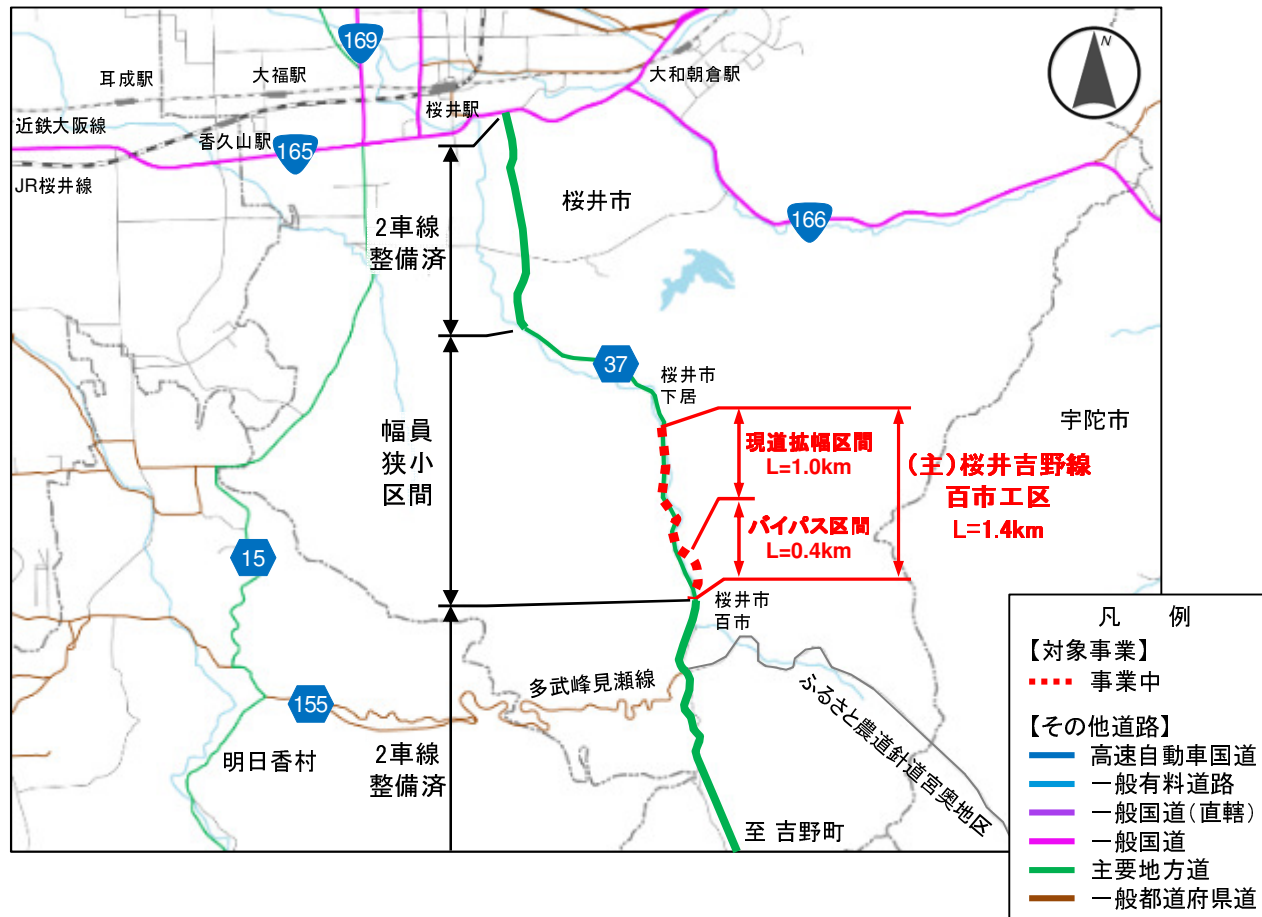 169
N
耳成駅
大福駅
大和朝倉駅
桜井駅
近鉄大阪線
香久山駅
165
JR桜井線
桜井市
2車線
整備済
166
37
桜井市
下居
宇陀市
幅員
狭小
区間
現道拡幅区間
L=1.0km
(主)桜井吉野線
百市工区
L=1.4km
バイパス区間
L=0.4km
15
桜井市
百市
多武峰見瀬線
ふるさと農道針道宮奥地区
155
明日香村
2車線
整備済
至 吉野町
凡 例
【対象事業】
事業中
【その他道路】
高速自動車国道
一般有料道路
一般国道(直轄)
一般国道
主要地方道
一般都道府県道